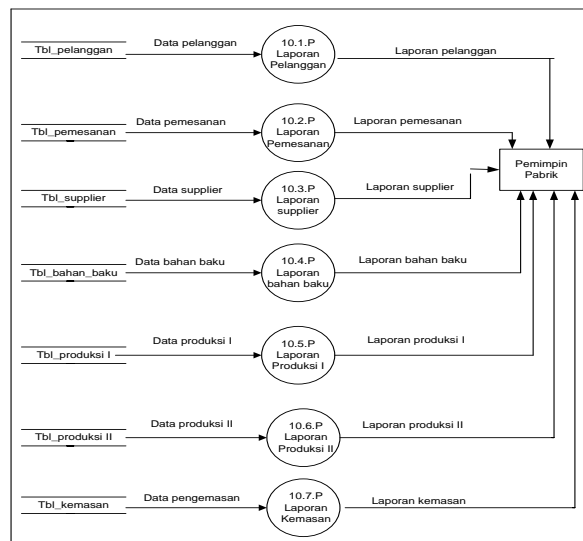 Tbl_pelanggan
Data pelanggan
10.1.P
Laporan
Pelanggan
Laporan pelanggan
Tbl_pemesanan
Data pemesanan
10.2.P
Laporan
Pemesanan
Laporan pemesanan
Pemimpin
Pabrik
Tbl_supplier
Data supplier
10.3.P
Laporan
supplier
Laporan supplier
Tbl_bahan_baku
Data bahan baku
10.4.P
Laporan
bahan baku
Laporan bahan baku
Tbl_produksi I
Data produksi I
10.5.P
Laporan
Produksi I
Laporan produksi I
Tbl_produksi II
Data produksi II
10.6.P
Laporan
Produksi II
Laporan produksi II
Tbl_kemasan
Data pengemasan
10.7.P
Laporan
Kemasan
Laporan kemasan